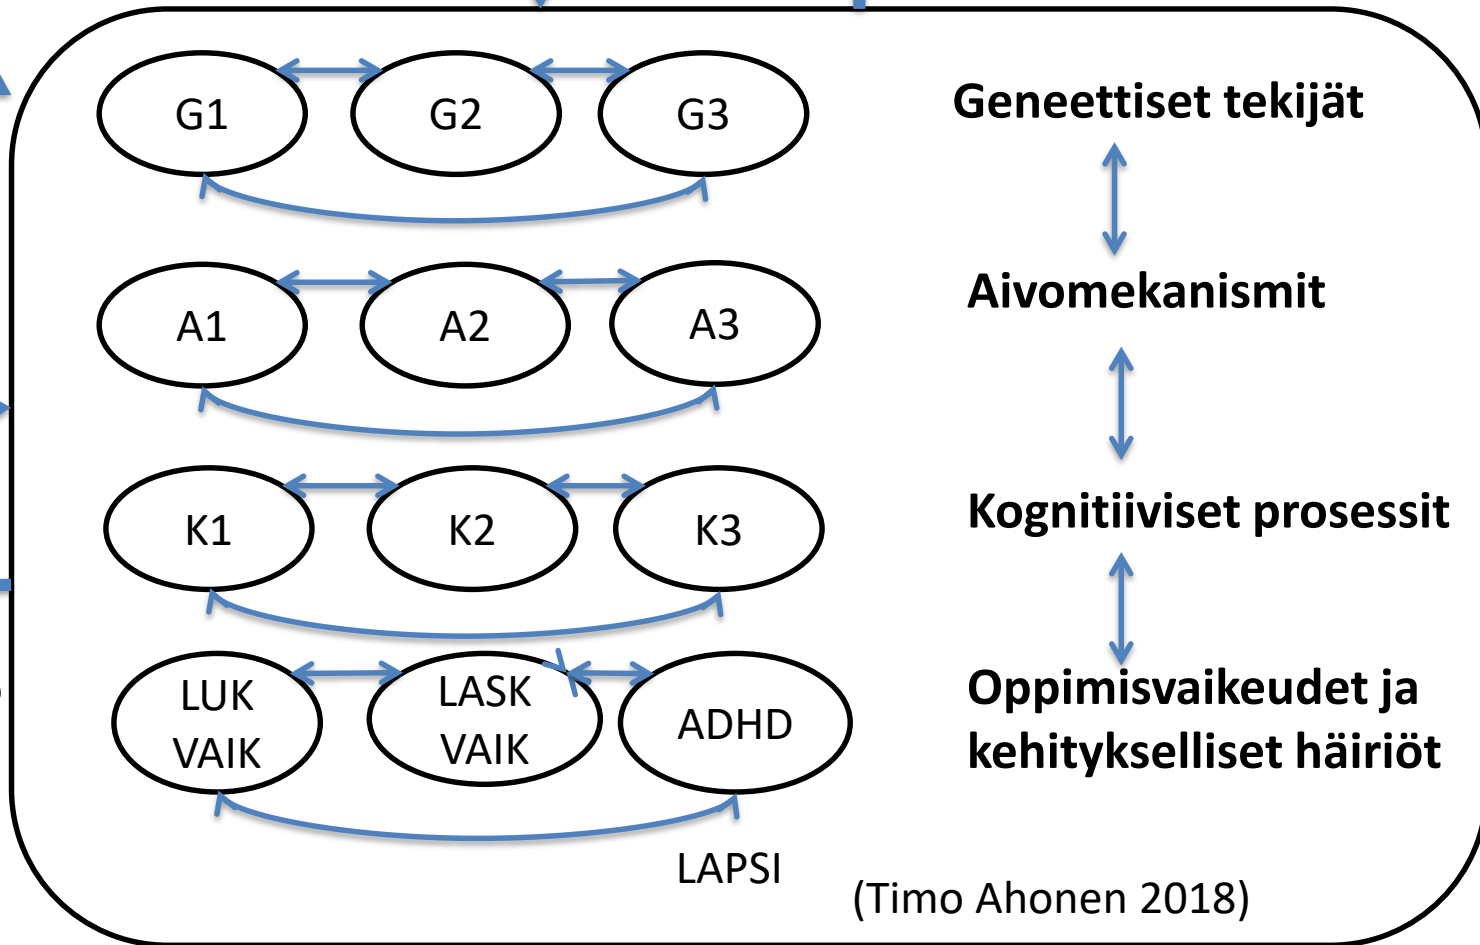 G1 G2 G3 Geneettiset tekijät
A1 A2 A3 Aivomekanismit
K1 K2 K3 Kognitiiviset prosessit
LUK
VAIK
LASK
VAIK
ADHD
Oppimisvaikeudet ja
kehitykselliset häiriöt
LAPSI
(Timo Ahonen 2018)